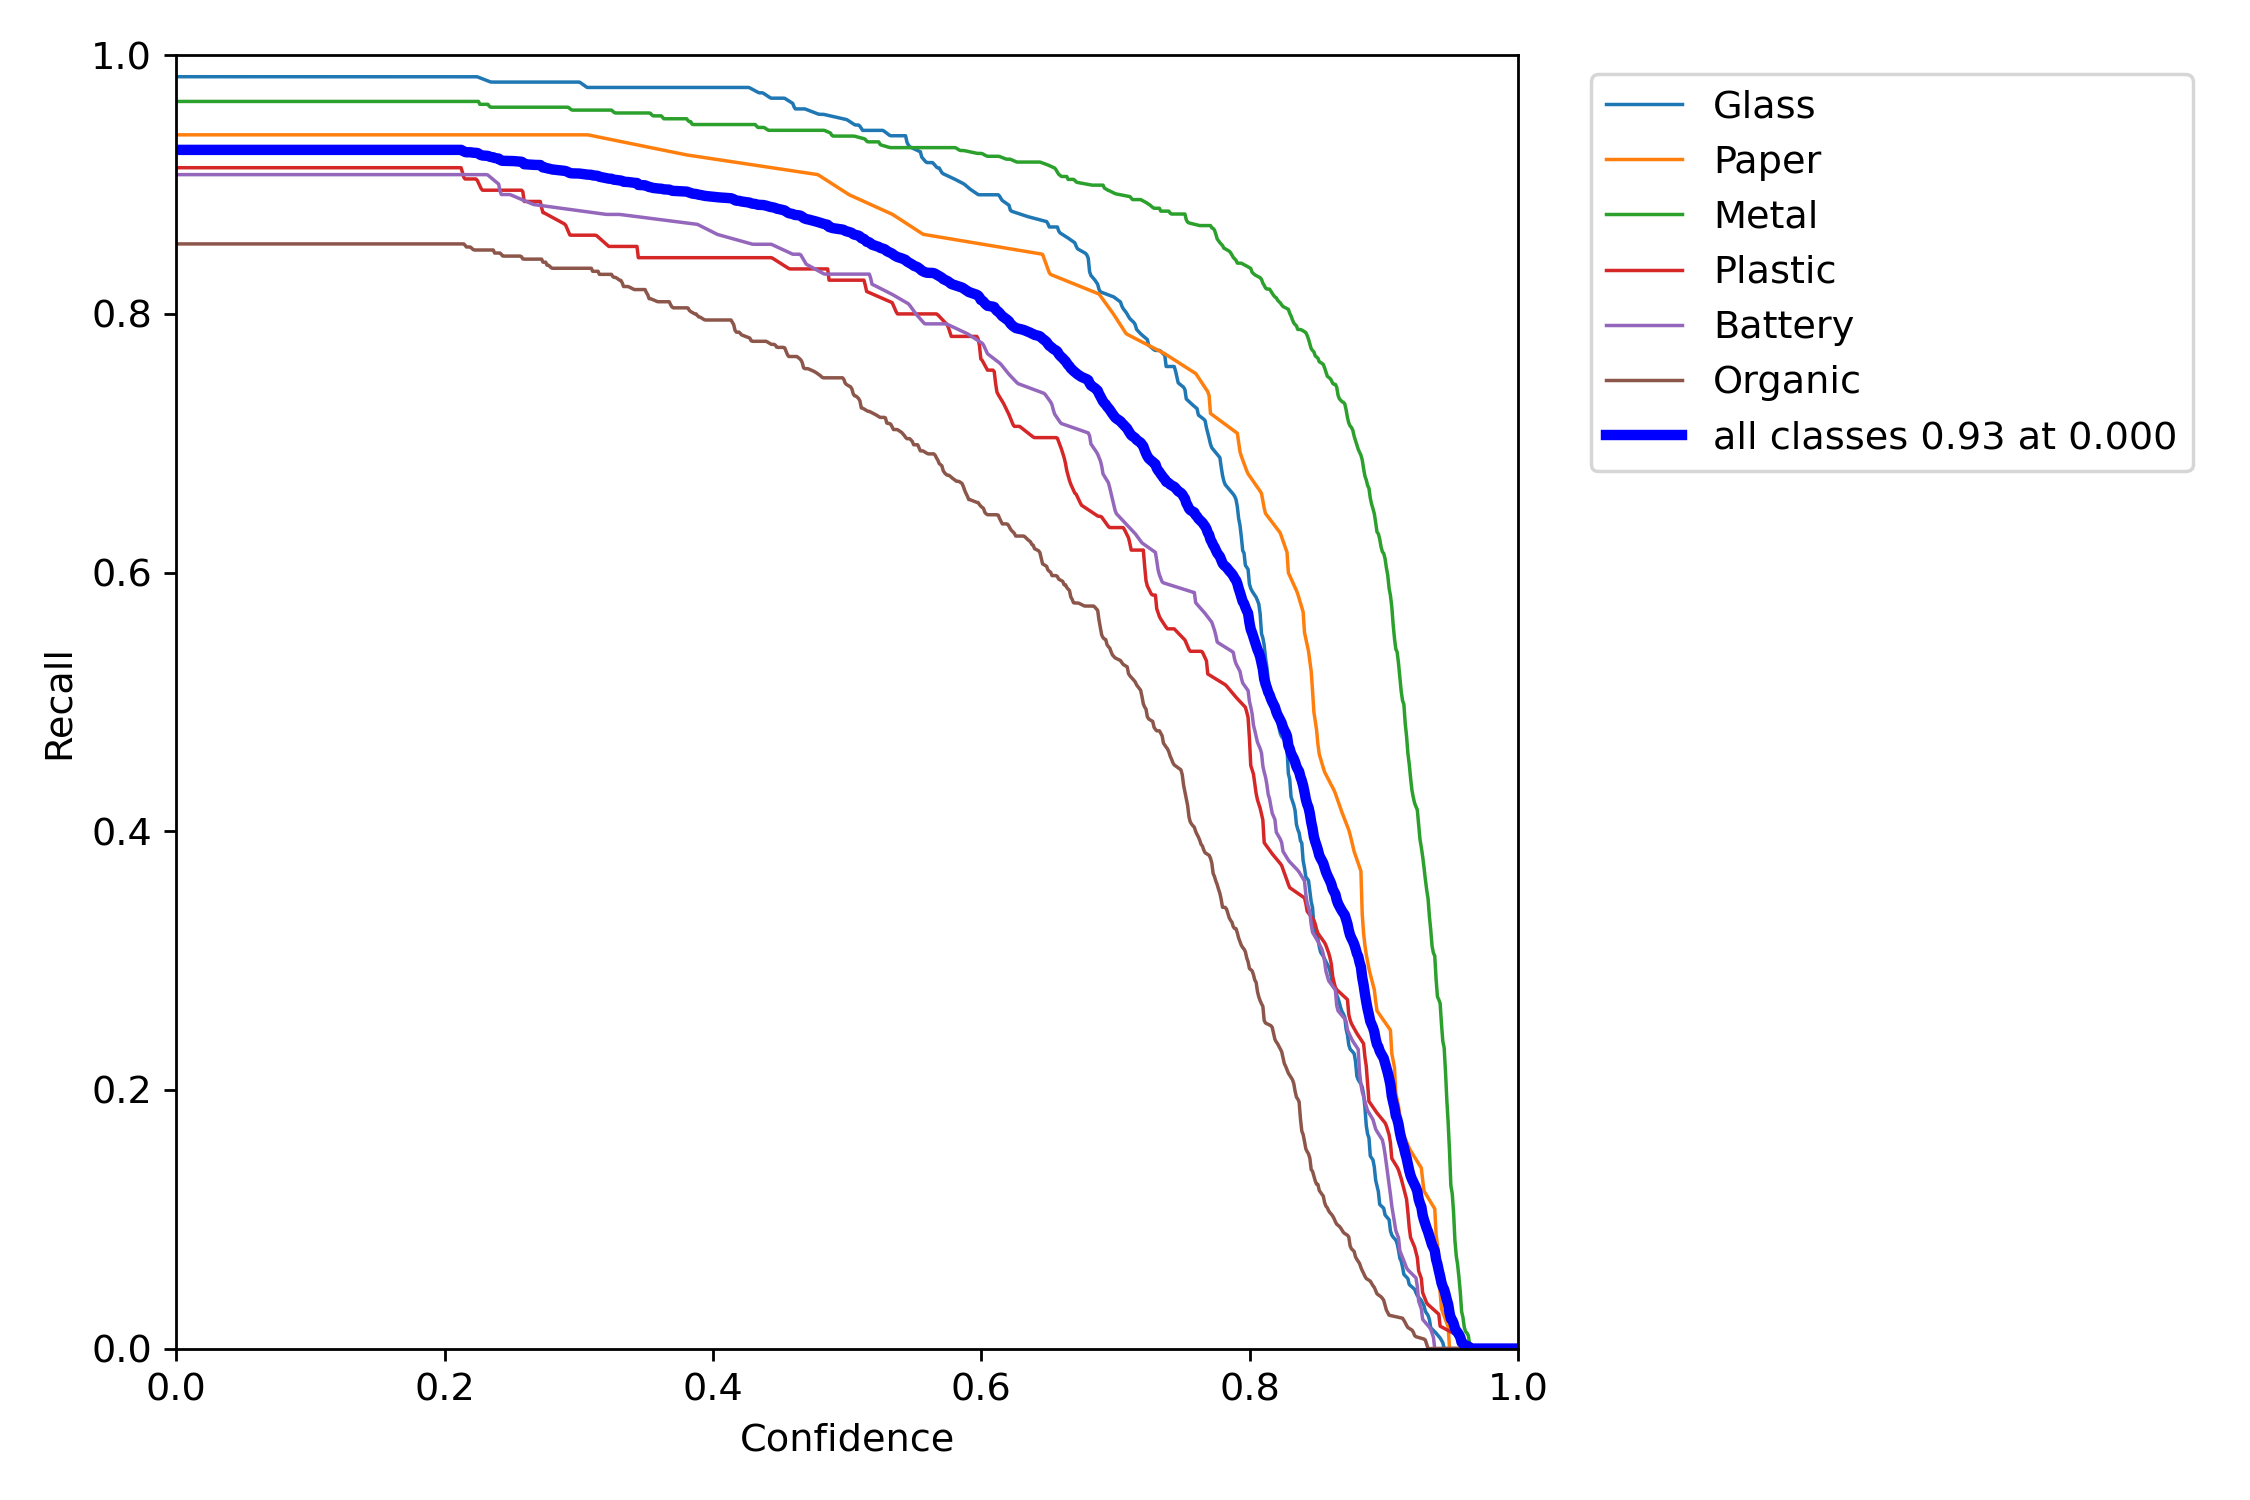 1.0
0.8
0.6
0.4
0.2
0.0
Recall
0.0 0.2 0.4 0.6 0.8 1.0
Confidence
Glass
Paper
Metal
Plastic
Battery
Organic
all classes 0.93 at 0.000